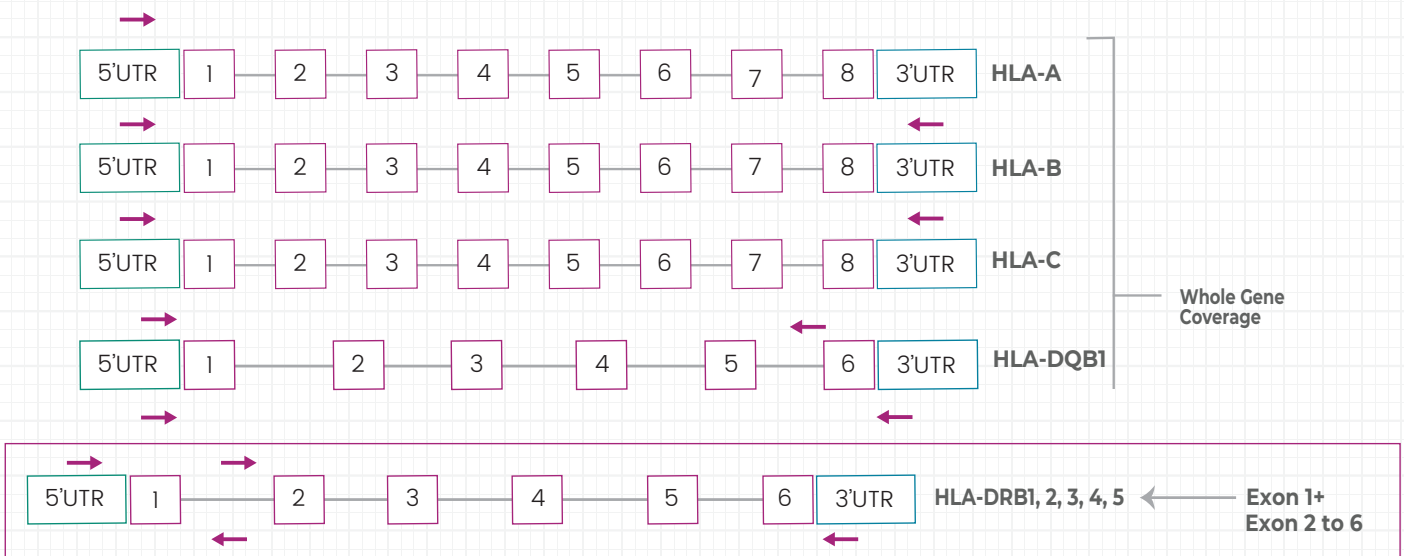 5'UTR 1 2 3 4 5 6 7 8 3'UTR HLA-A
5'UTR 1 2 3 4 5 6 7 8 3'UTR HLA-B
5'UTR 1 2 3 4 5 6 7 8 3'UTR HLA-C
Whole Gene
Coverage
5'UTR 1 2 3 4 5 6 3'UTR HLA-DQB1
5'UTR 1 2 3 4 5 6 3'UTR HLA-DRB1, 2, 3, 4, 5 Exon 1+
Exon 2 to 6